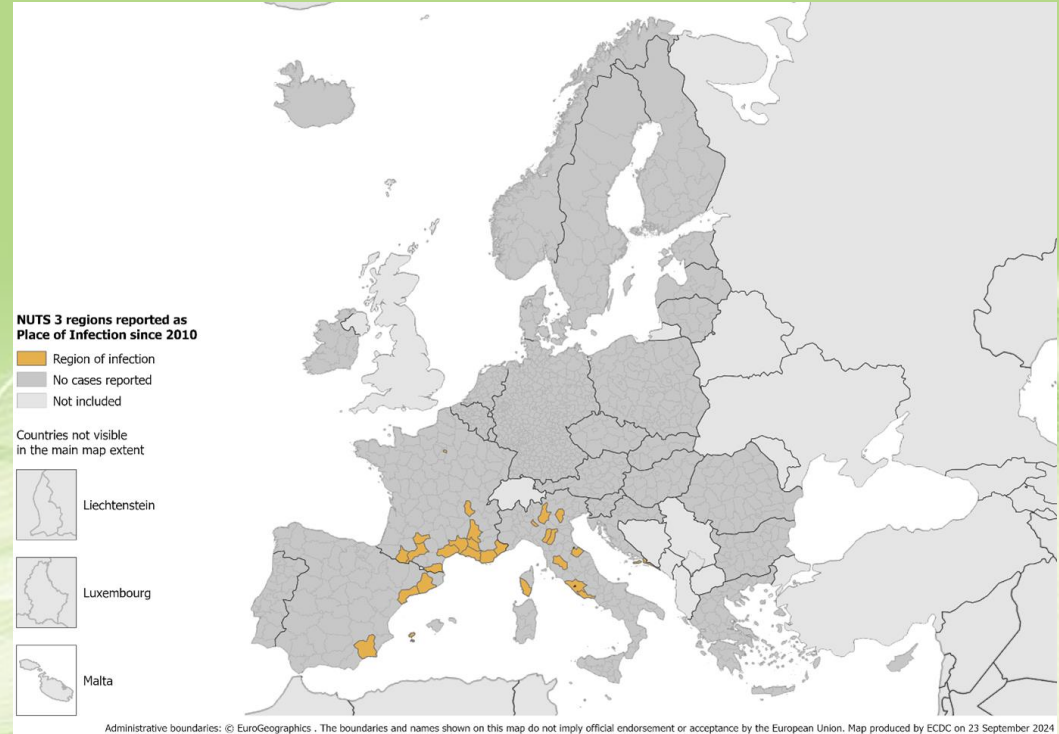 NUTS 3 regions reported as
Place of Infection since 2010
Region of infection
No cases reported
Not included
Countries not visible
in the main map extent
Liechtenstein
Luxembourg
Malta
Administrative boundaries: © EuroGeographics . The boundaries and names shown on this map do not imply official endorsement or acceptance by the European Union. Map produced by ECDC on 23 September 2024